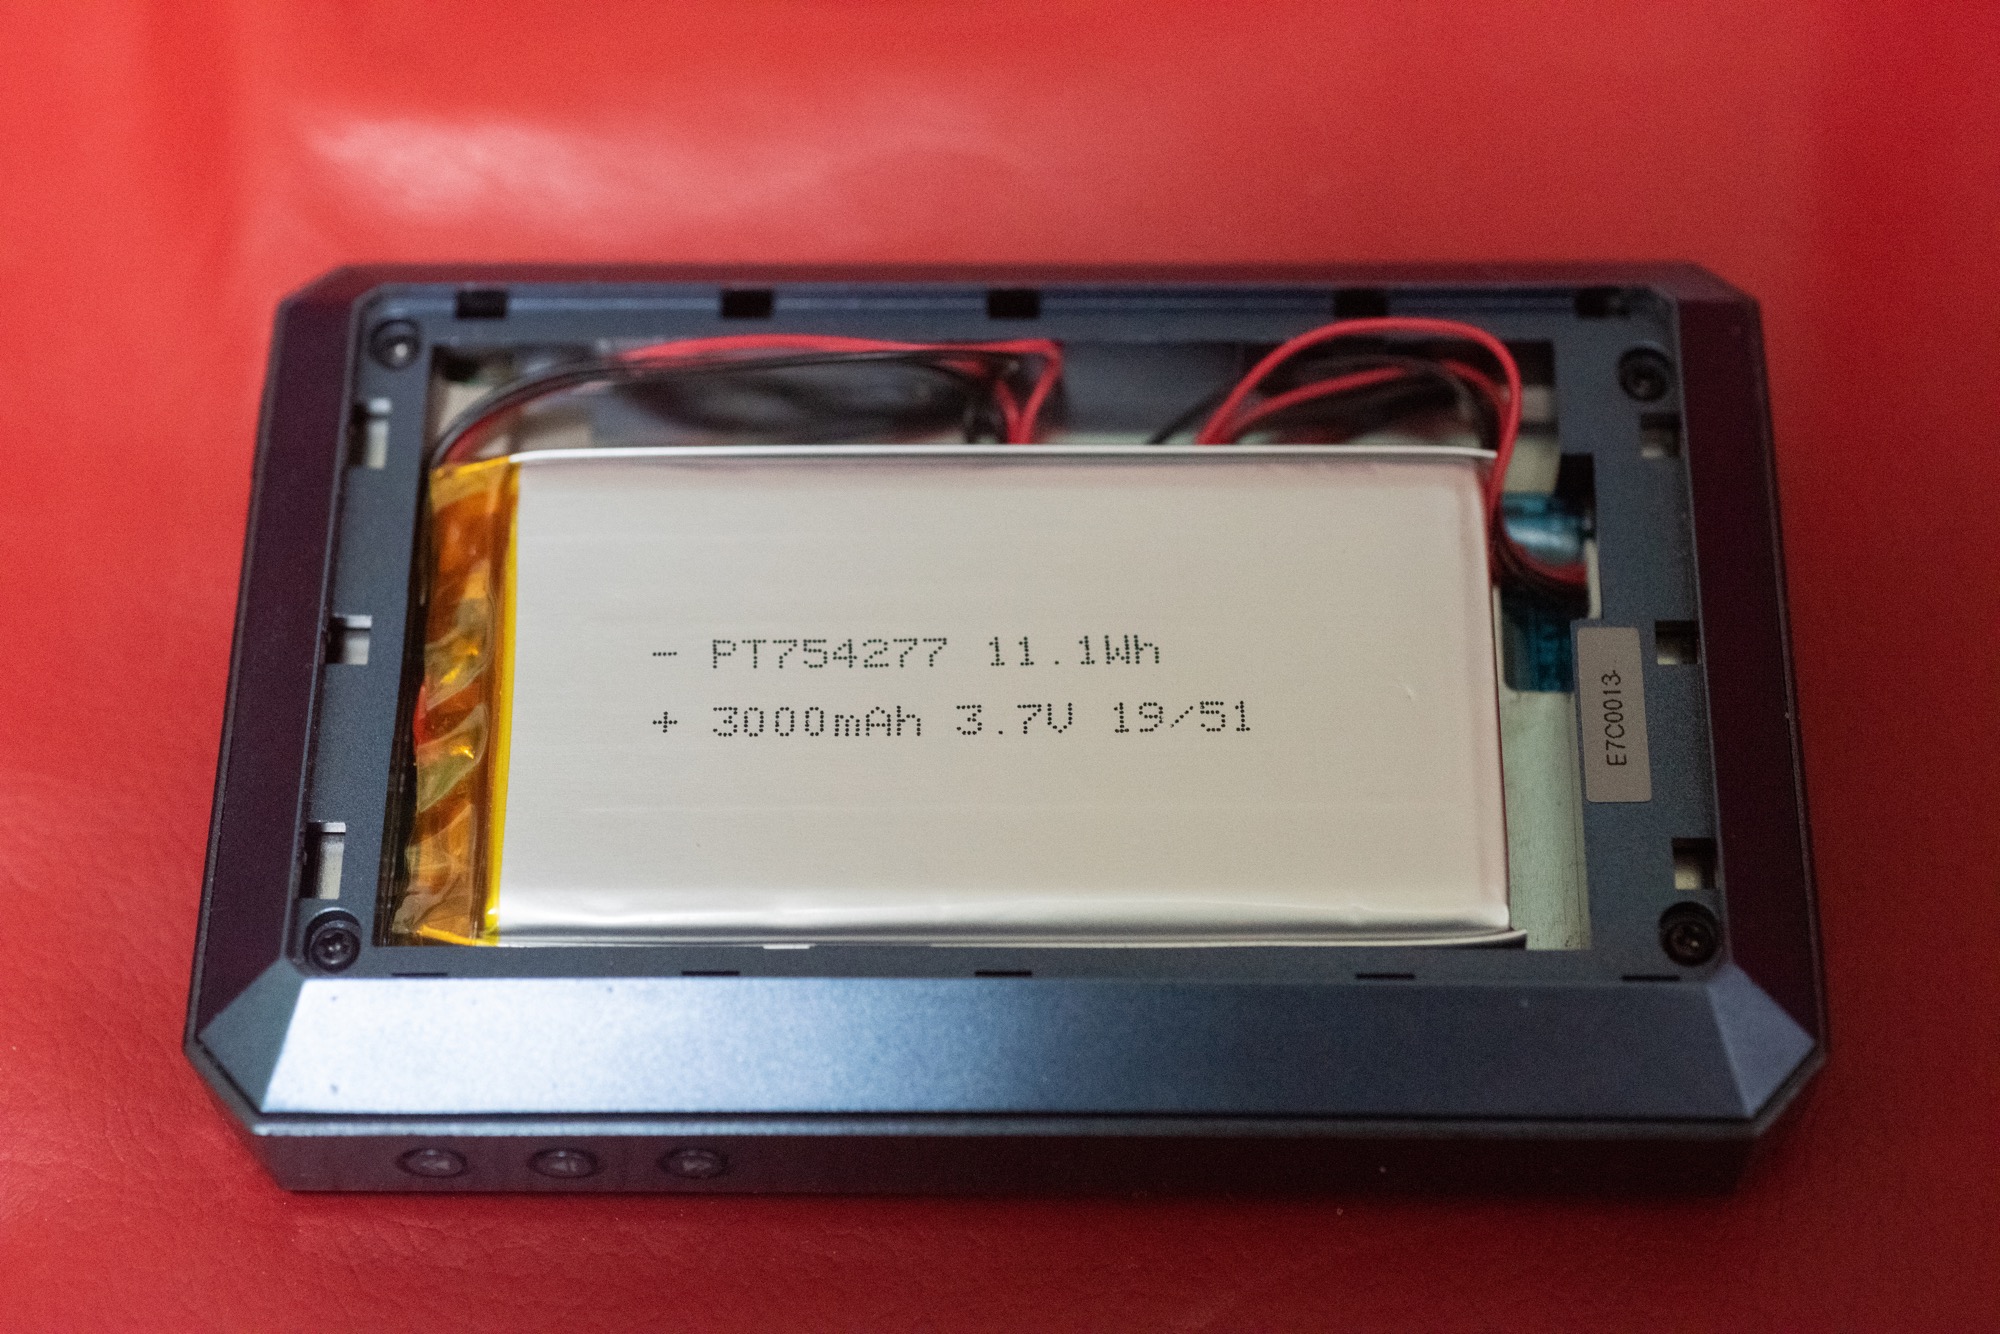 - PT754277 11.1Wh
+ 3000mAh 3.7V 19/51
E7C0013